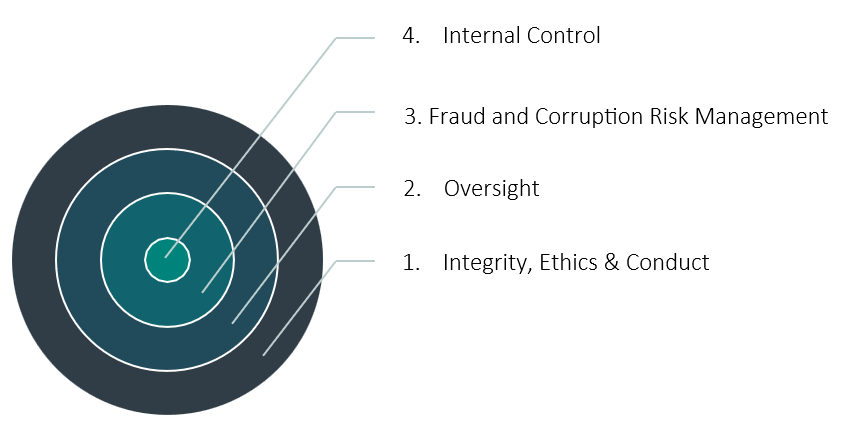 4. Internal Control
3. Fraud and Corruption Risk Management
2. Oversight
1. Integrity, Ethics & Conduct